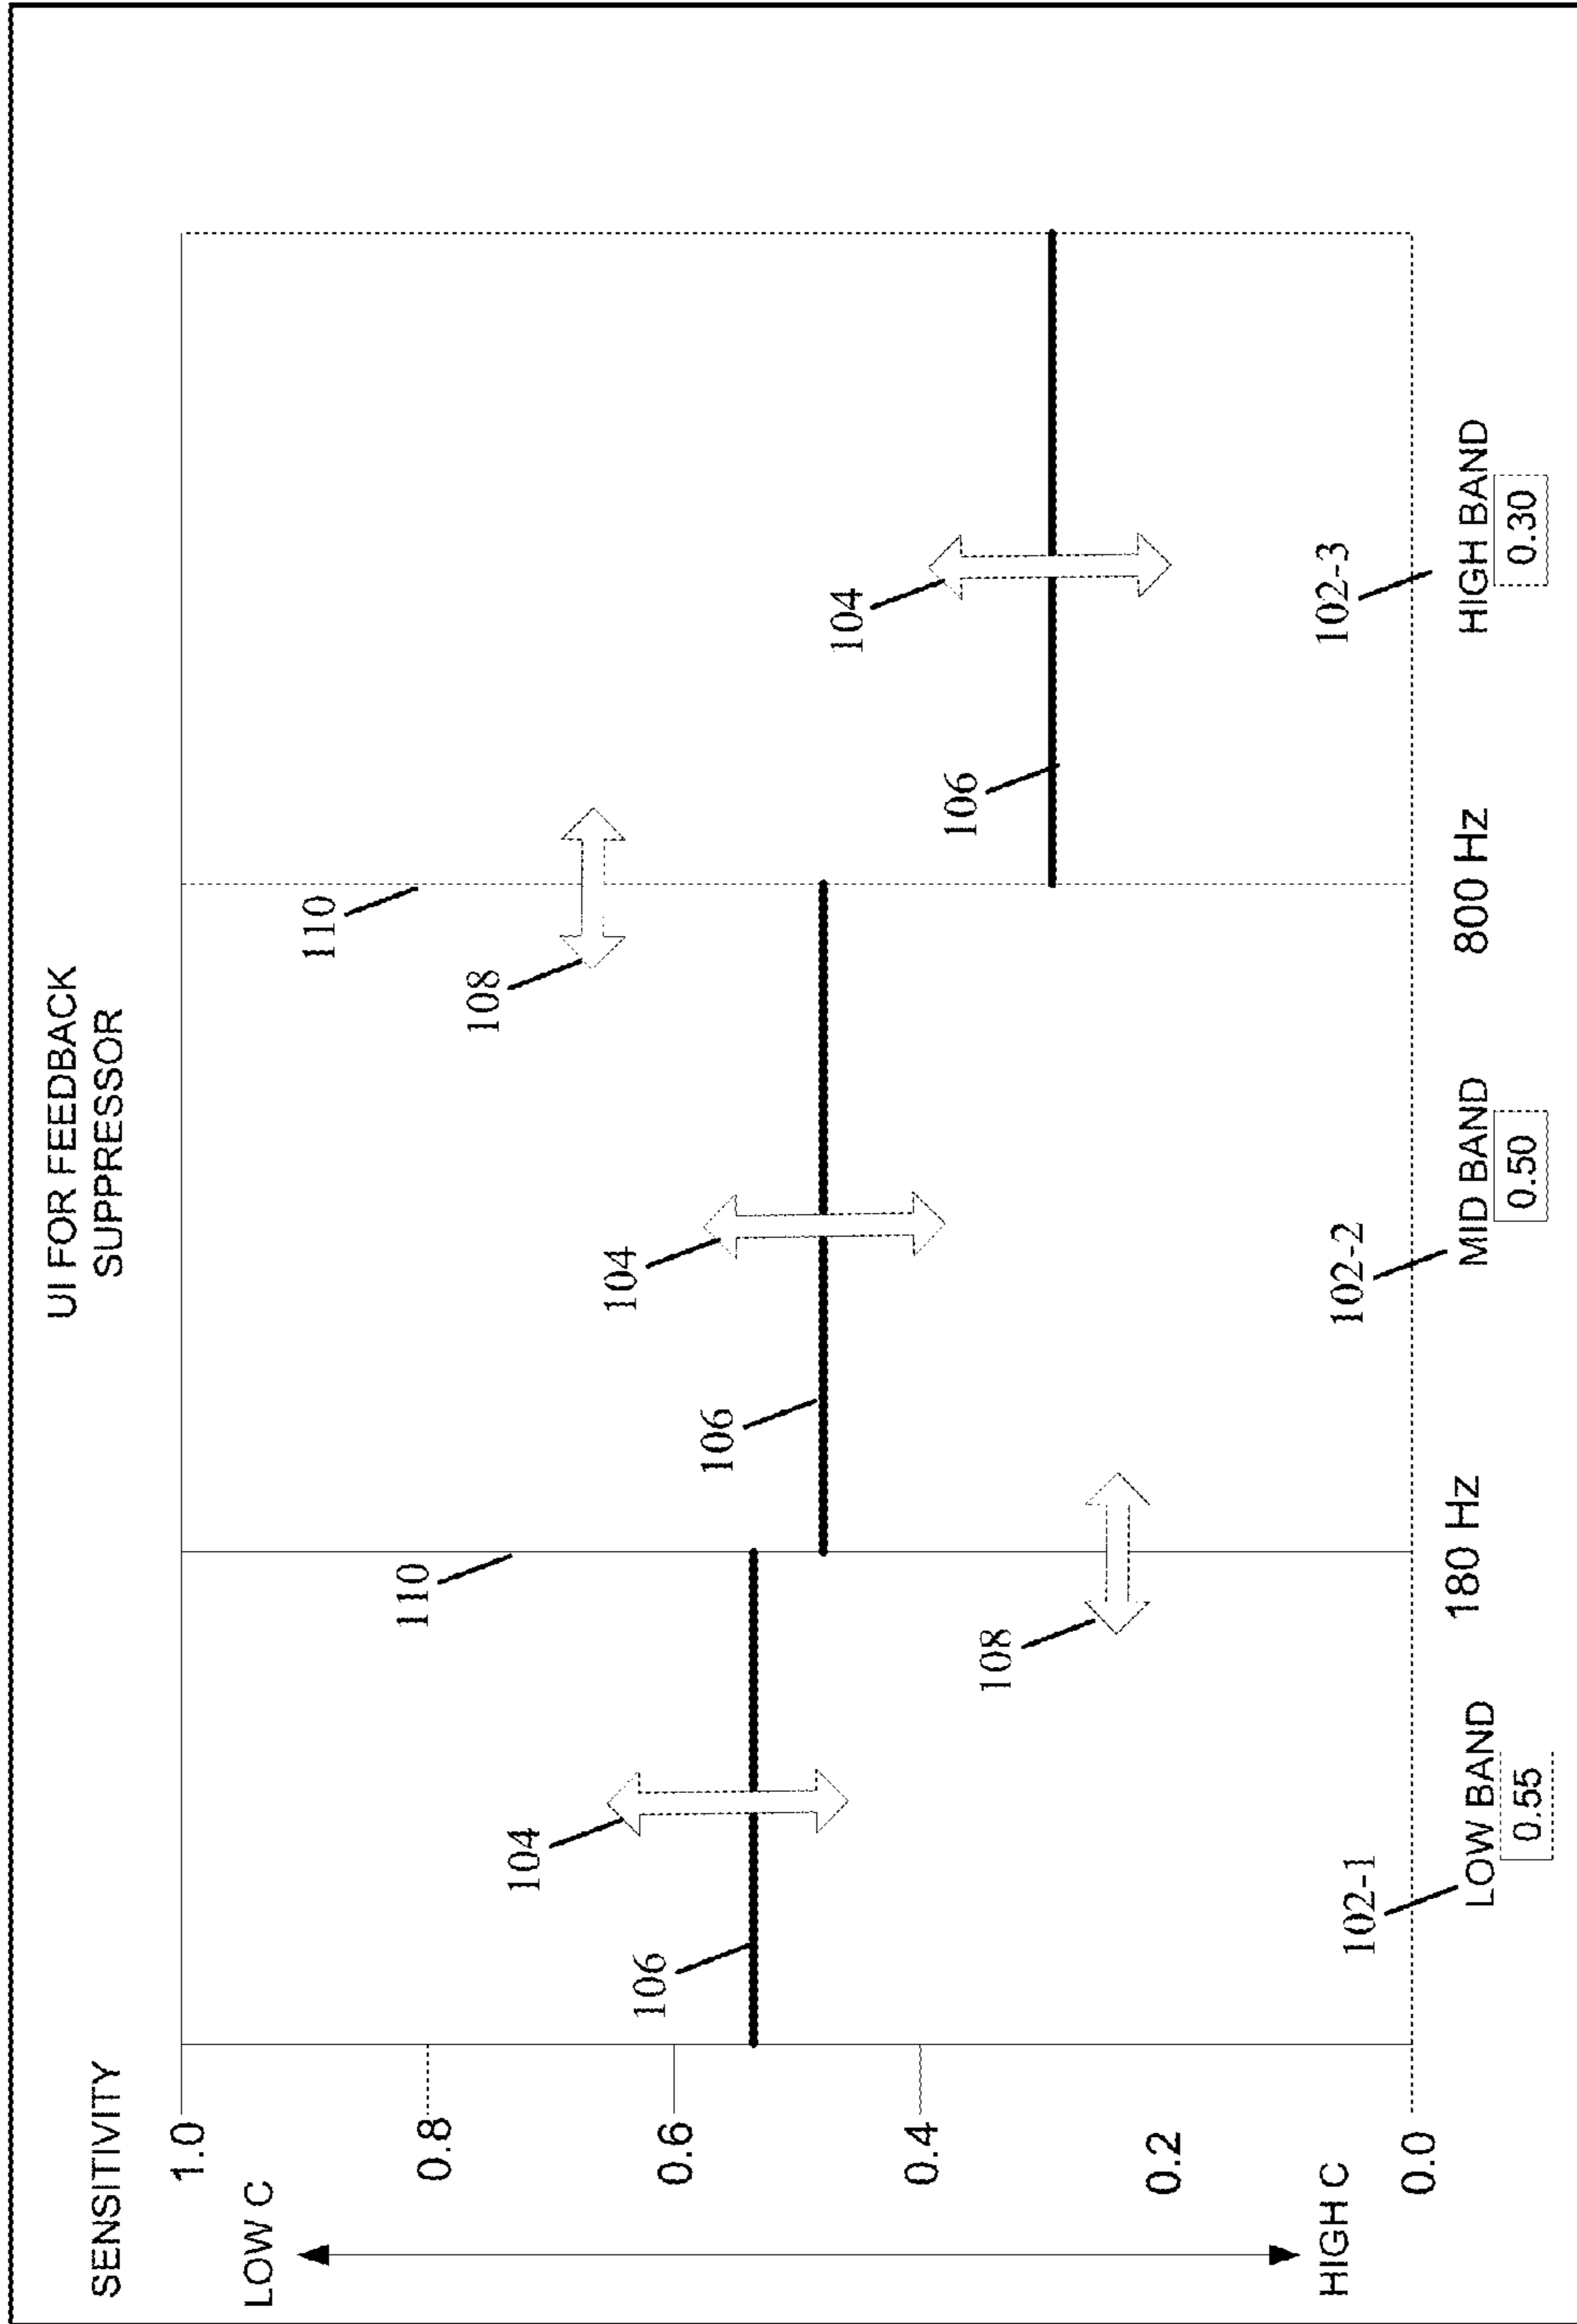 UI FOR FEEDBACK
SUPPRESSOR
SENSITIVITY
1.0
LOW C
110
0.8
110
108
104
0.6
106
104
106
104
0.4
106
108
0.2
HIGH C
102-1
102-2
102-3
0.0
LOW BAND
180 Hz
MID BAND
800 Hz
HIGH BAND
0.55
0.50
0.30